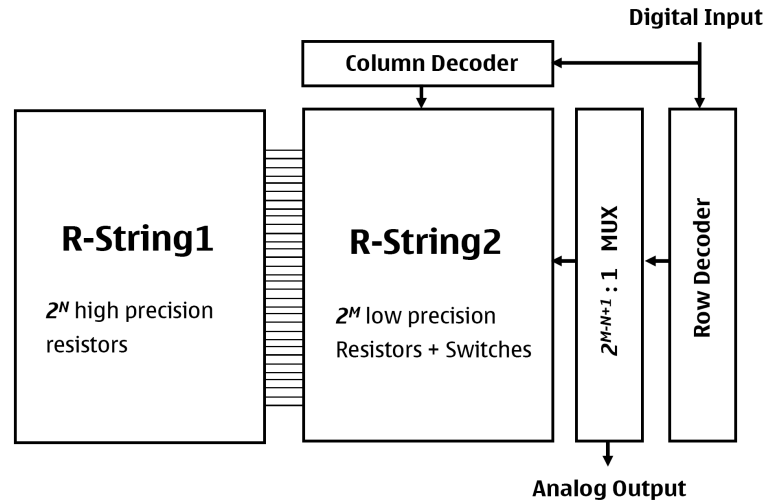 Digital Input
Column Decoder
R-String1
2ᴺ high precision
resistors
R-String2
2ᴹ low precision
Resistors + Switches
2ᴹ⁻ᴺ⁺¹ : 1 MUX
Row Decoder
Analog Output